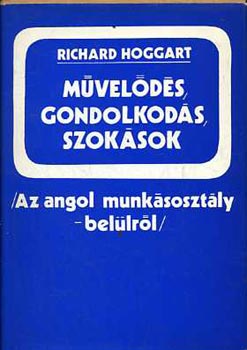 RICHARD HOGGART
MŰVELŐDÉS,
GONDOLKODÁS,
SZOKÁSOK
/Az angol munkásosztály
-belülről/